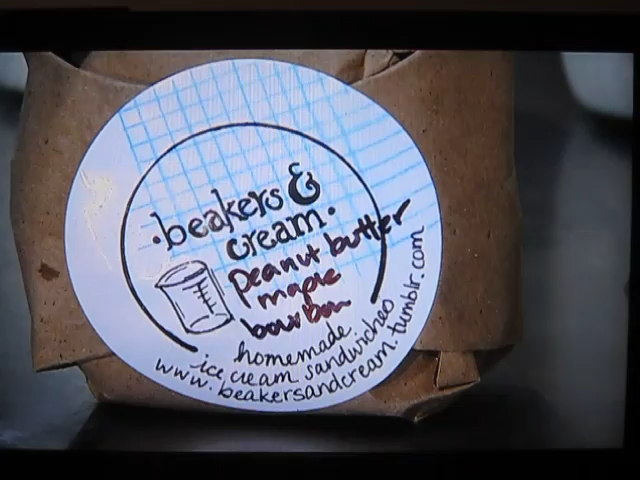 ·beakers &
cream·
Peanut butter
maple
bourbon
homemade
ice cream sandwiches
www.beakersandcream.tumblr.com